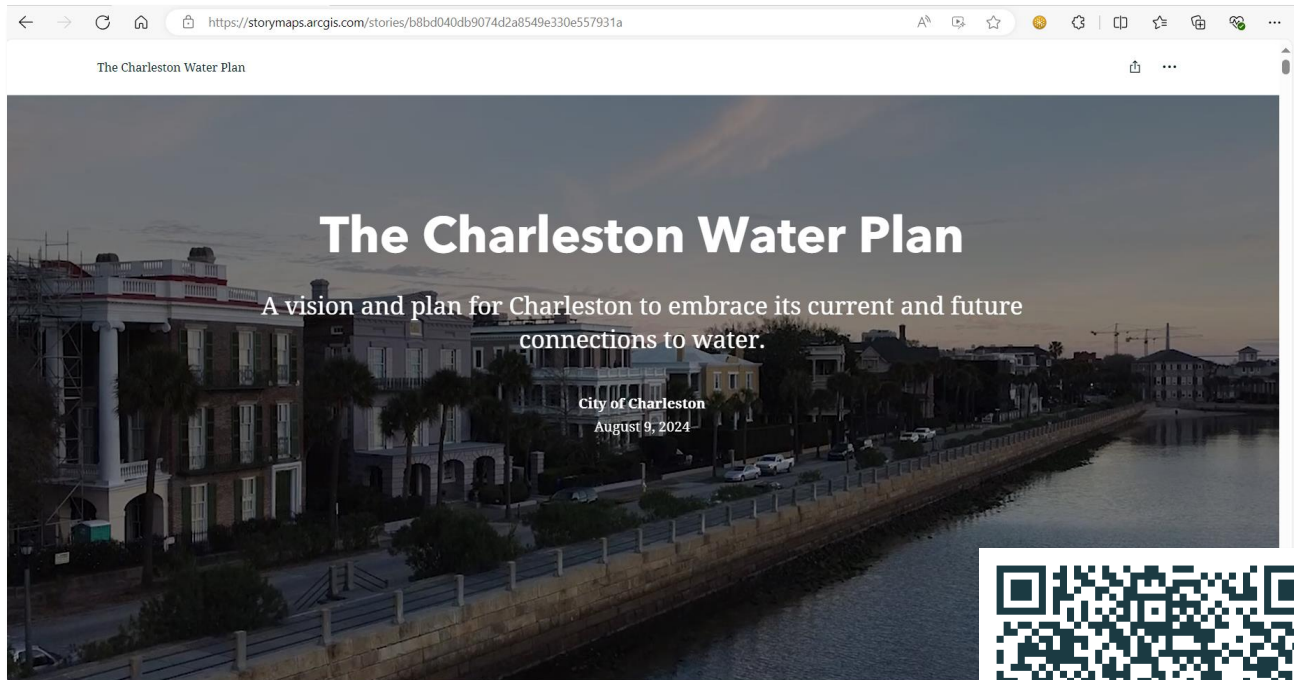 https://storymaps.arcgis.com/stories/b8bd040db9074d2a8549e330e557931a
The Charleston Water Plan
The Charleston Water Plan
A vision and plan for Charleston to embrace its current and future
connections to water.
City of Charleston
August 9, 2024